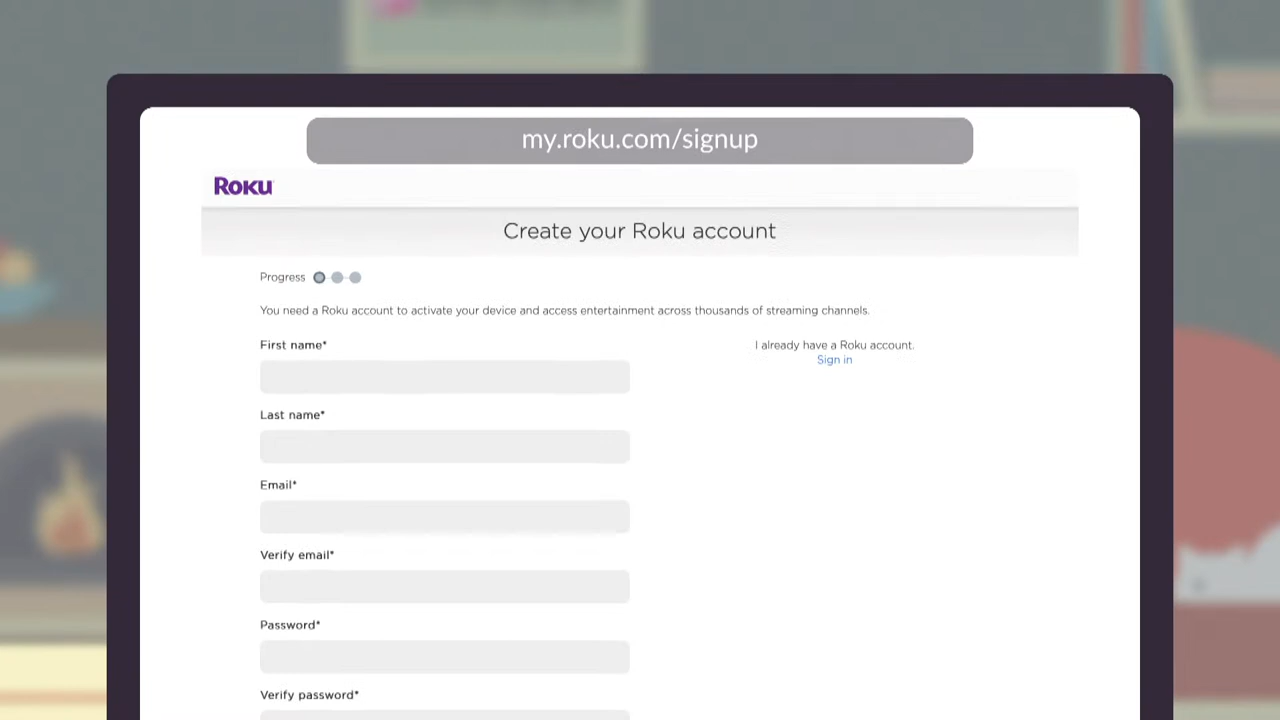 my.roku.com/signup
Roku
Create your Roku account
Progress
You need a Roku account to activate your device and access entertainment across thousands of streaming channels.
First name*
I already have a Roku account.
Sign in
Last name*
Email*
Verify email*
Password*
Verify password*